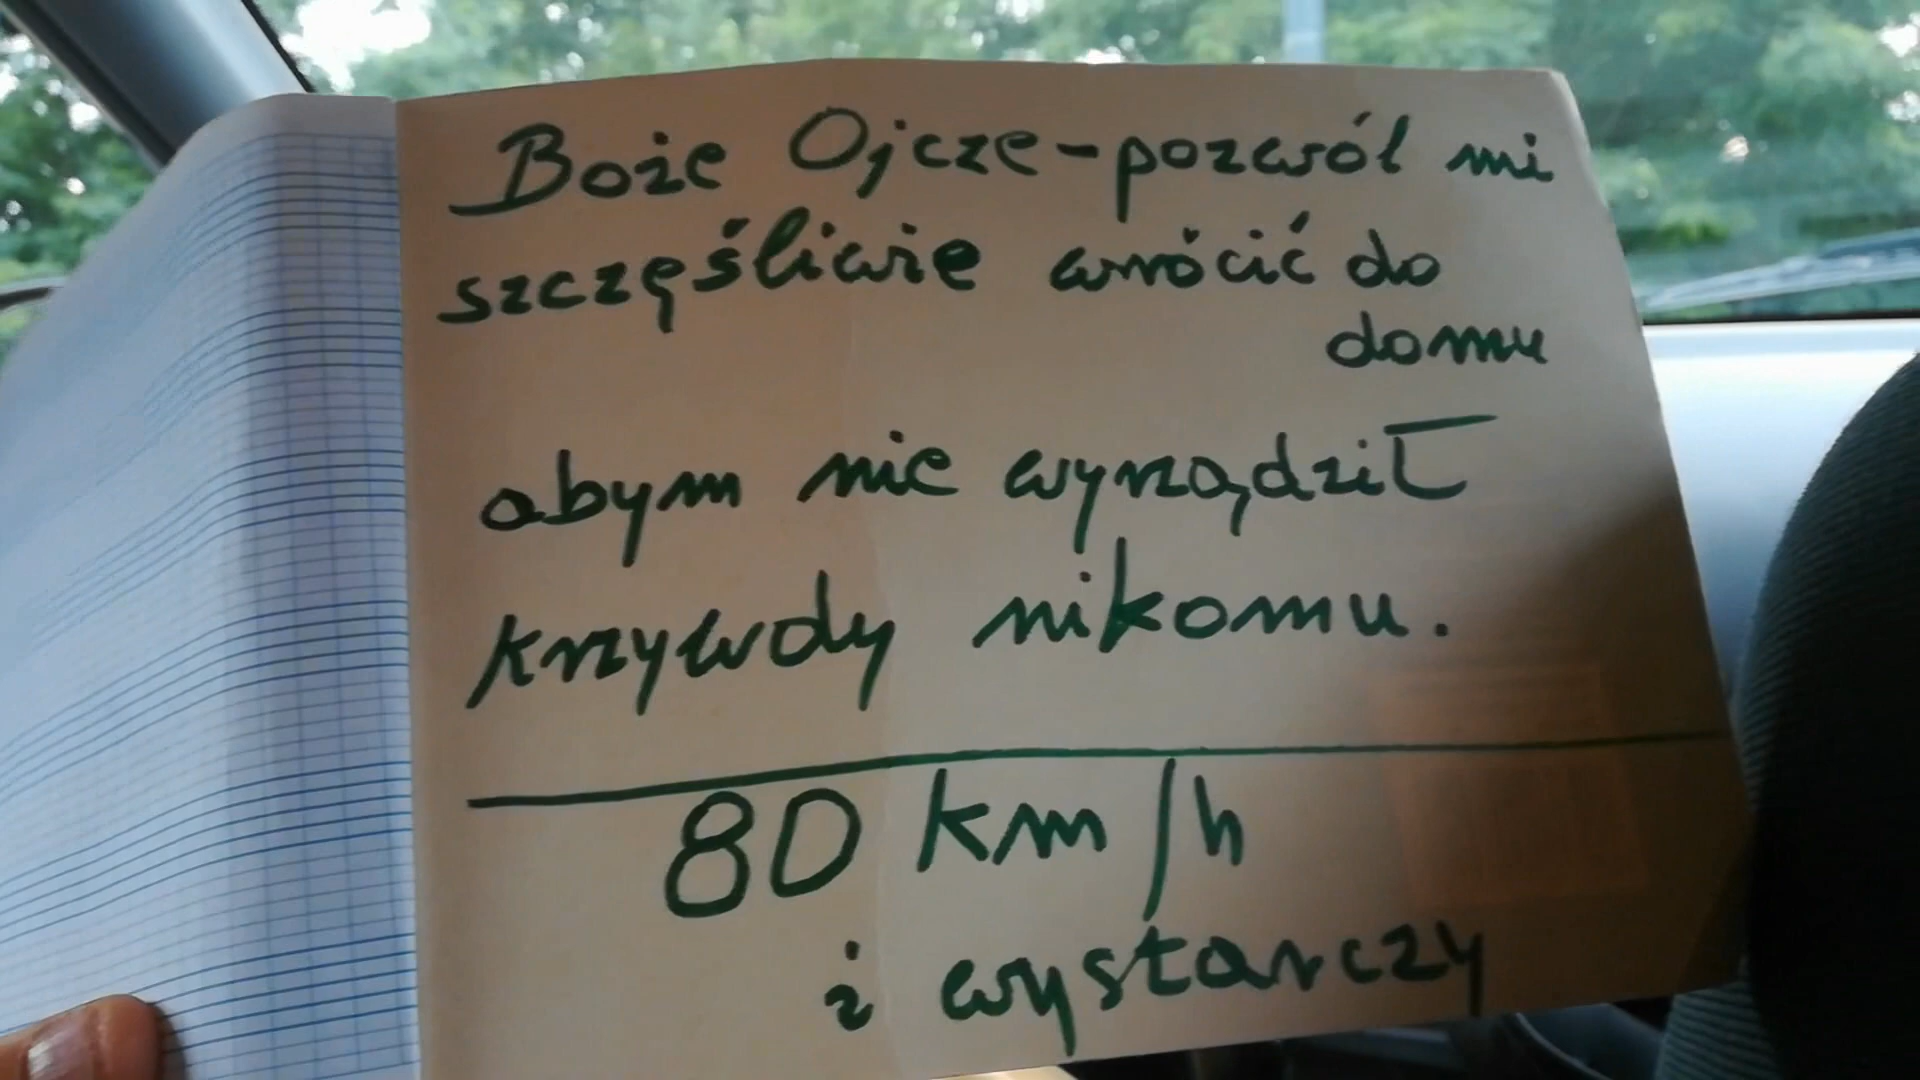 Boże Ojcze - pozwól mi
szczęśliwie wrócić do
domu
abym nie wyrządził
krzywdy nikomu.
80 km/h
i wystarczy